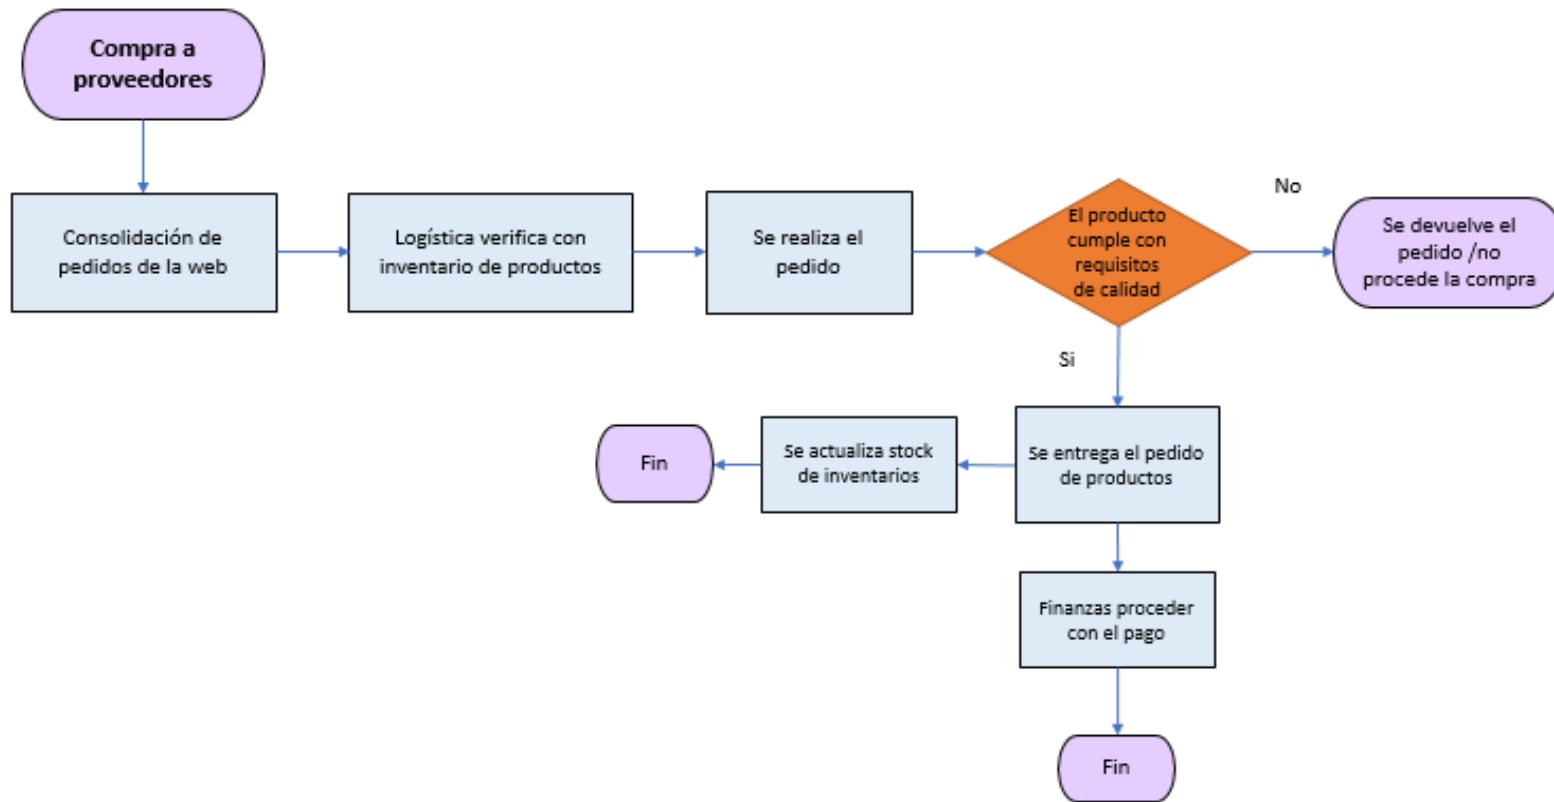 Compra a
proveedores
Consolidación de
pedidos de la web
Logística verifica con
inventario de productos
Se realiza el
pedido
El producto
cumple con
requisitos
de calidad
No
Se devuelve el
pedido /no
procede la compra
Si
Se entrega el pedido
de productos
Se actualiza stock
de inventarios
Fin
Finanzas proceder
con el pago
Fin